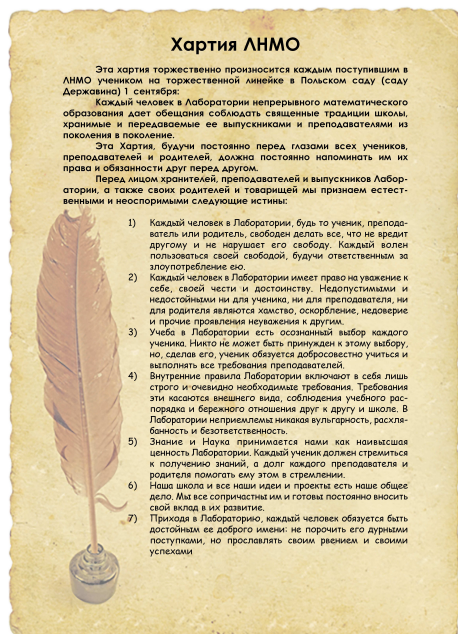 Хартия ЛНМО
Эта хартия торжественно произносится каждым поступившим в
ЛНМО учеником на торжественной линейке в Польском саду (саду
Державина) 1 сентября:
Каждый человек в Лаборатории непрерывного математического
образования дает обещания соблюдать священные традиции школы,
хранимые и передаваемые ее выпускниками и преподавателями из
поколения в поколение.
Эта Хартия, будучи постоянно перед глазами всех учеников,
преподавателей и родителей, должна постоянно напоминать им их
права и обязанности друг перед другом.
Перед лицом хранителей, преподавателей и выпускников Лабор-
атории, а также своих родителей и товарищей мы признаем естест-
венными и неоспоримыми следующие истины:
1) Каждый человек в Лаборатории, будь то ученик, препода-
ватель или родитель, свободен делать все, что не вредит
другому и не нарушает его свободу. Каждый волен
пользоваться своей свободой, будучи ответственным за
злоупотребление ею.
2) Каждый человек в Лаборатории имеет право на уважение к
себе, своей чести и достоинству. Недопустимыми и
недостойными ни для ученика, ни для преподавателя, ни
для родителя являются хамство, оскорбление, недоверие
и прочие проявления неуважения к другим.
3) Учеба в Лаборатории есть осознанный выбор каждого
ученика. Никто не может быть принужден к этому выбору,
но, сделав его, ученик обязуется добросовестно учиться и
выполнять все требования преподавателей.
4) Внутренние правила Лаборатории включают в себя лишь
строго и очевидно необходимые требования. Требования
эти касаются внешнего вида, соблюдения учебного рас-
порядка и бережного отношения друг к другу и школе. В
Лаборатории неприемлемы никакая вульгарность, расхля-
банность и безответственность.
5) Знание и Наука принимается нами как наивысшая
ценность Лаборатории. Каждый ученик должен стремиться
к получению знаний, а долг каждого преподавателя и
родителя помогать ему этом в стремлении.
6) Наша школа и все наши идеи и проекты есть наше общее
дело. Мы все сопричастны им и готовы постоянно вносить
свой вклад в их развитие.
7) Приходя в Лабораторию, каждый человек обязуется быть
достойным ее доброго имени: не порочить его дурными
поступками, но прославлять своим рвением и своими
успехами